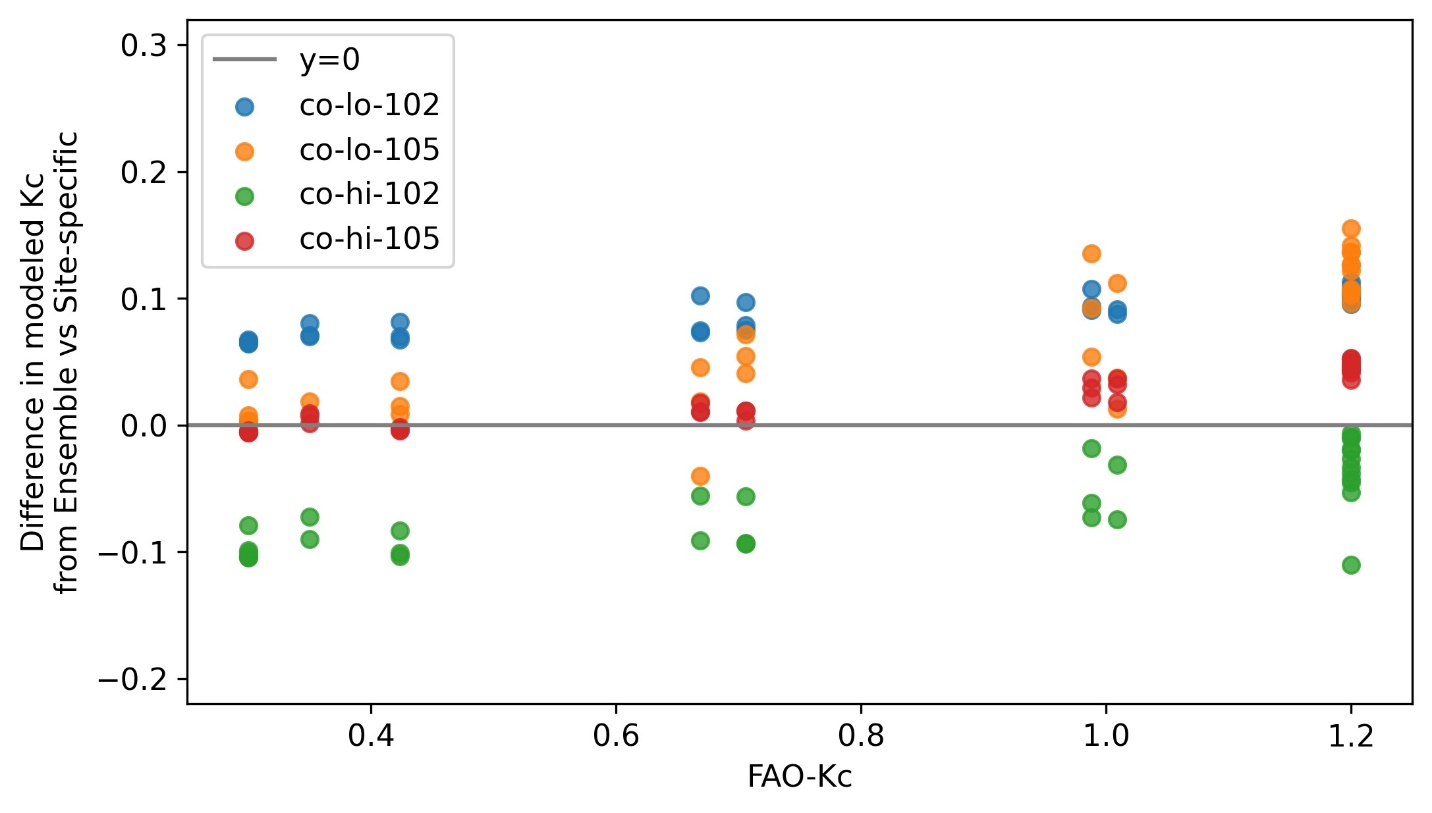 0.3
0.2
0.1
0.0
−0.1
−0.2
Difference in modeled Kc
from Ensemble vs Site-specific
y=0
co-lo-102
co-lo-105
co-hi-102
co-hi-105
0.4 0.6 0.8 1.0 1.2
FAO-Kc